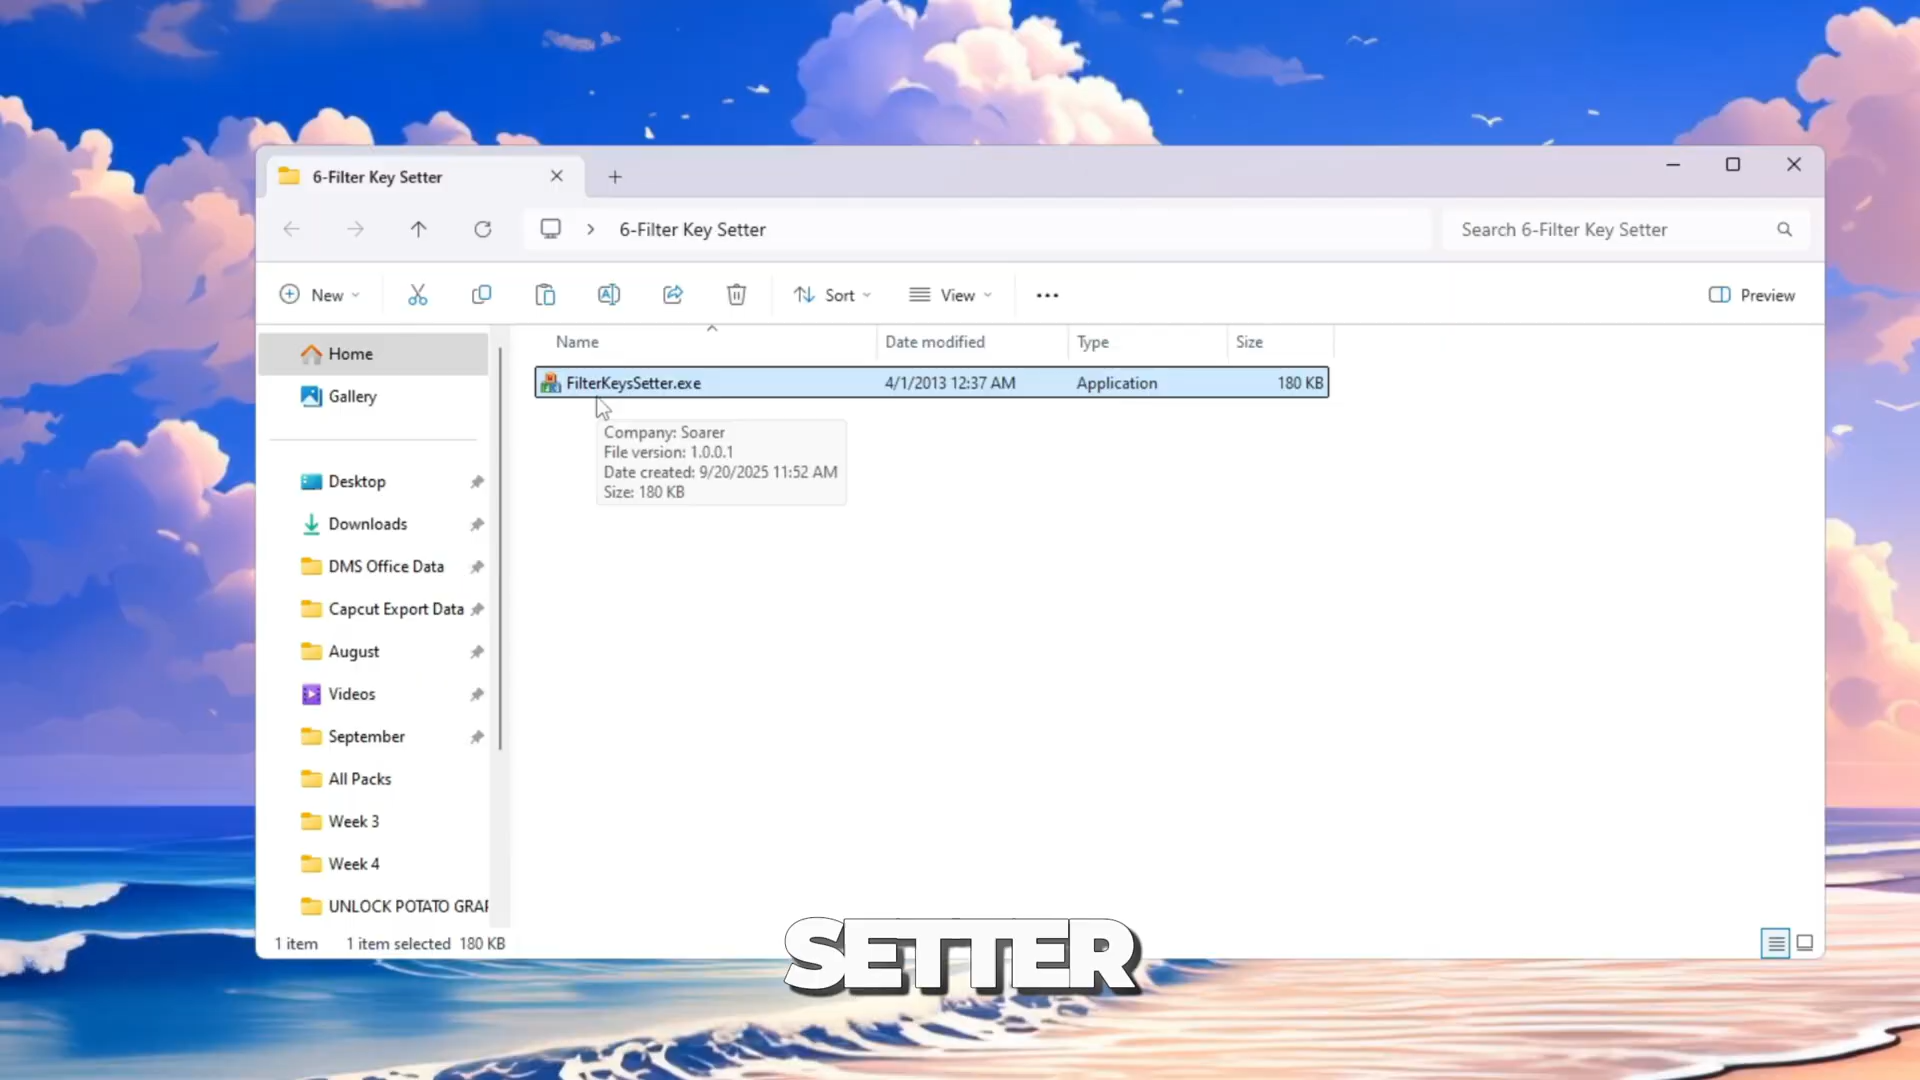 6-Filter Key Setter
6-Filter Key Setter
Search 6-Filter Key Setter
New
Sort
View
Preview
Name
Date modified
Type
Size
FilterKeysSetter.exe
4/1/2013 12:37 AM
Application
180 KB
Company: Soarer
File version: 1.0.0.1
Date created: 9/20/2025 11:52 AM
Size: 180 KB
Home
Gallery
Desktop
Downloads
DMS Office Data
Capcut Export Data
August
Videos
September
All Packs
Week 3
Week 4
UNLOCK POTATO GRAP
1 item
1 item selected 180 KB
SETTER